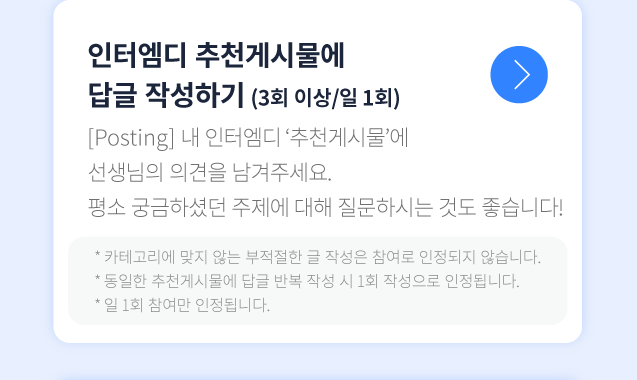 인터엠디 추천게시물에
답글 작성하기 (3회 이상/일 1회)
[Posting] 내 인터엠디 ‘추천게시물’에
선생님의 의견을 남겨주세요.
평소 궁금하셨던 주제에 대해 질문하시는 것도 좋습니다!
* 카테고리에 맞지 않는 부적절한 글 작성은 참여로 인정되지 않습니다.
* 동일한 추천게시물에 답글 반복 작성 시 1회 작성으로 인정됩니다.
* 일 1회 참여만 인정됩니다.